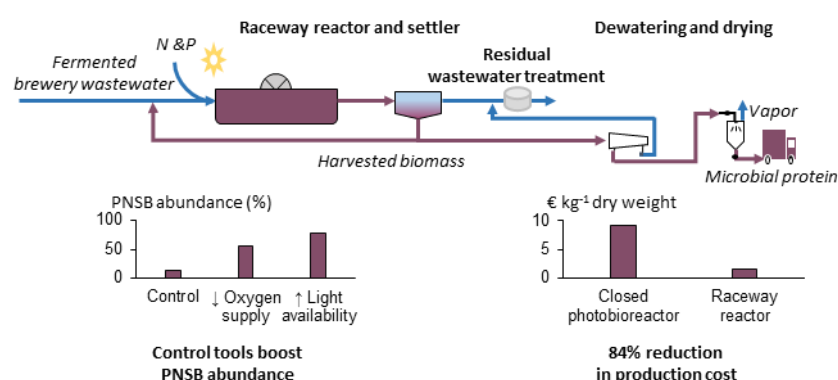 Raceway reactor and settler
Dewatering and drying
N &P
Fermented
brewery wastewater
Residual
wastewater treatment
Vapor
Harvested biomass
Microbial protein
PNSB abundance (%)
100
50
0
Control
↓ Oxygen
supply
↑ Light
availability
Control tools boost
PNSB abundance
€ kg⁻¹ dry weight
10
5
0
Closed
photobioreactor
Raceway
reactor
84% reduction
in production cost